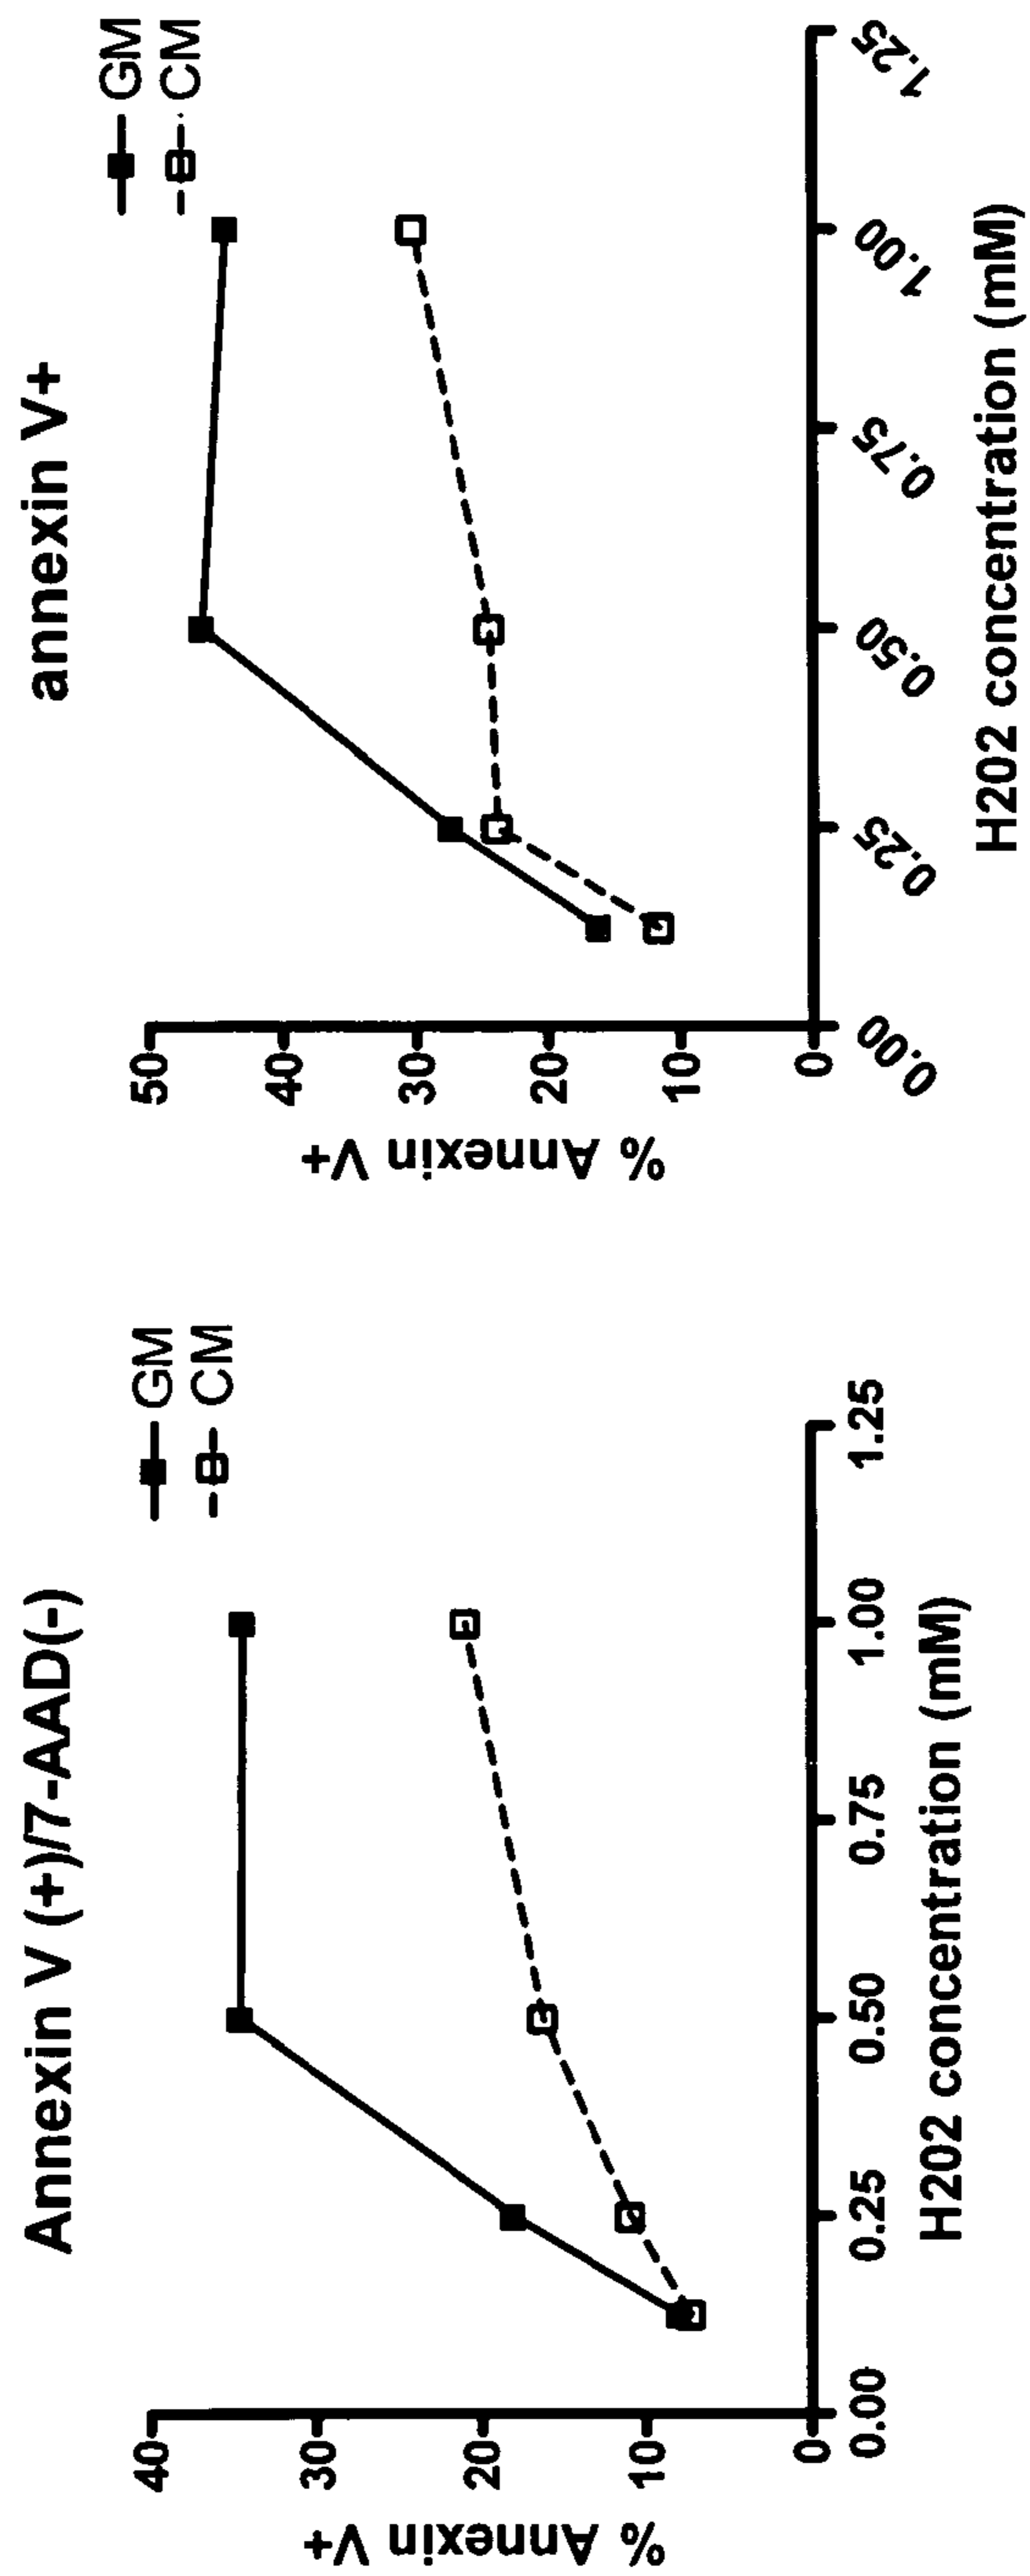 Annexin V (+)/7-AAD(-)
GM
CM
% Annexin V+
40
30
20
10
0
0.00
0.25
0.50
0.75
1.00
1.25
H202 concentration (mM)
annexin V+
GM
CM
% Annexin V+
50
40
30
20
10
0
0.00
0.25
0.50
0.75
1.00
1.25
H202 concentration (mM)